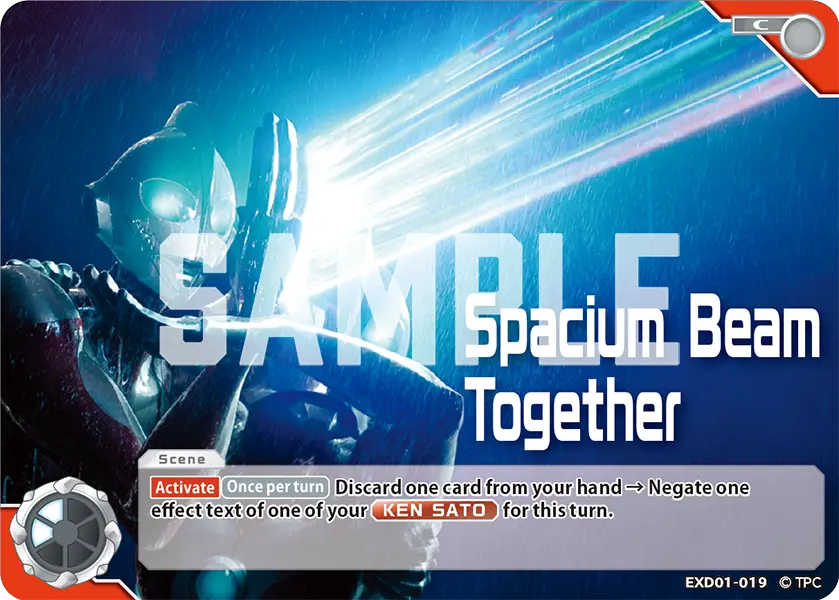 C
SAMPLE
Spacium Beam
Together
Scene
Activate Once per turn Discard one card from your hand → Negate one
effect text of one of your KEN SATO for this turn.
EXD01-019 © TPC